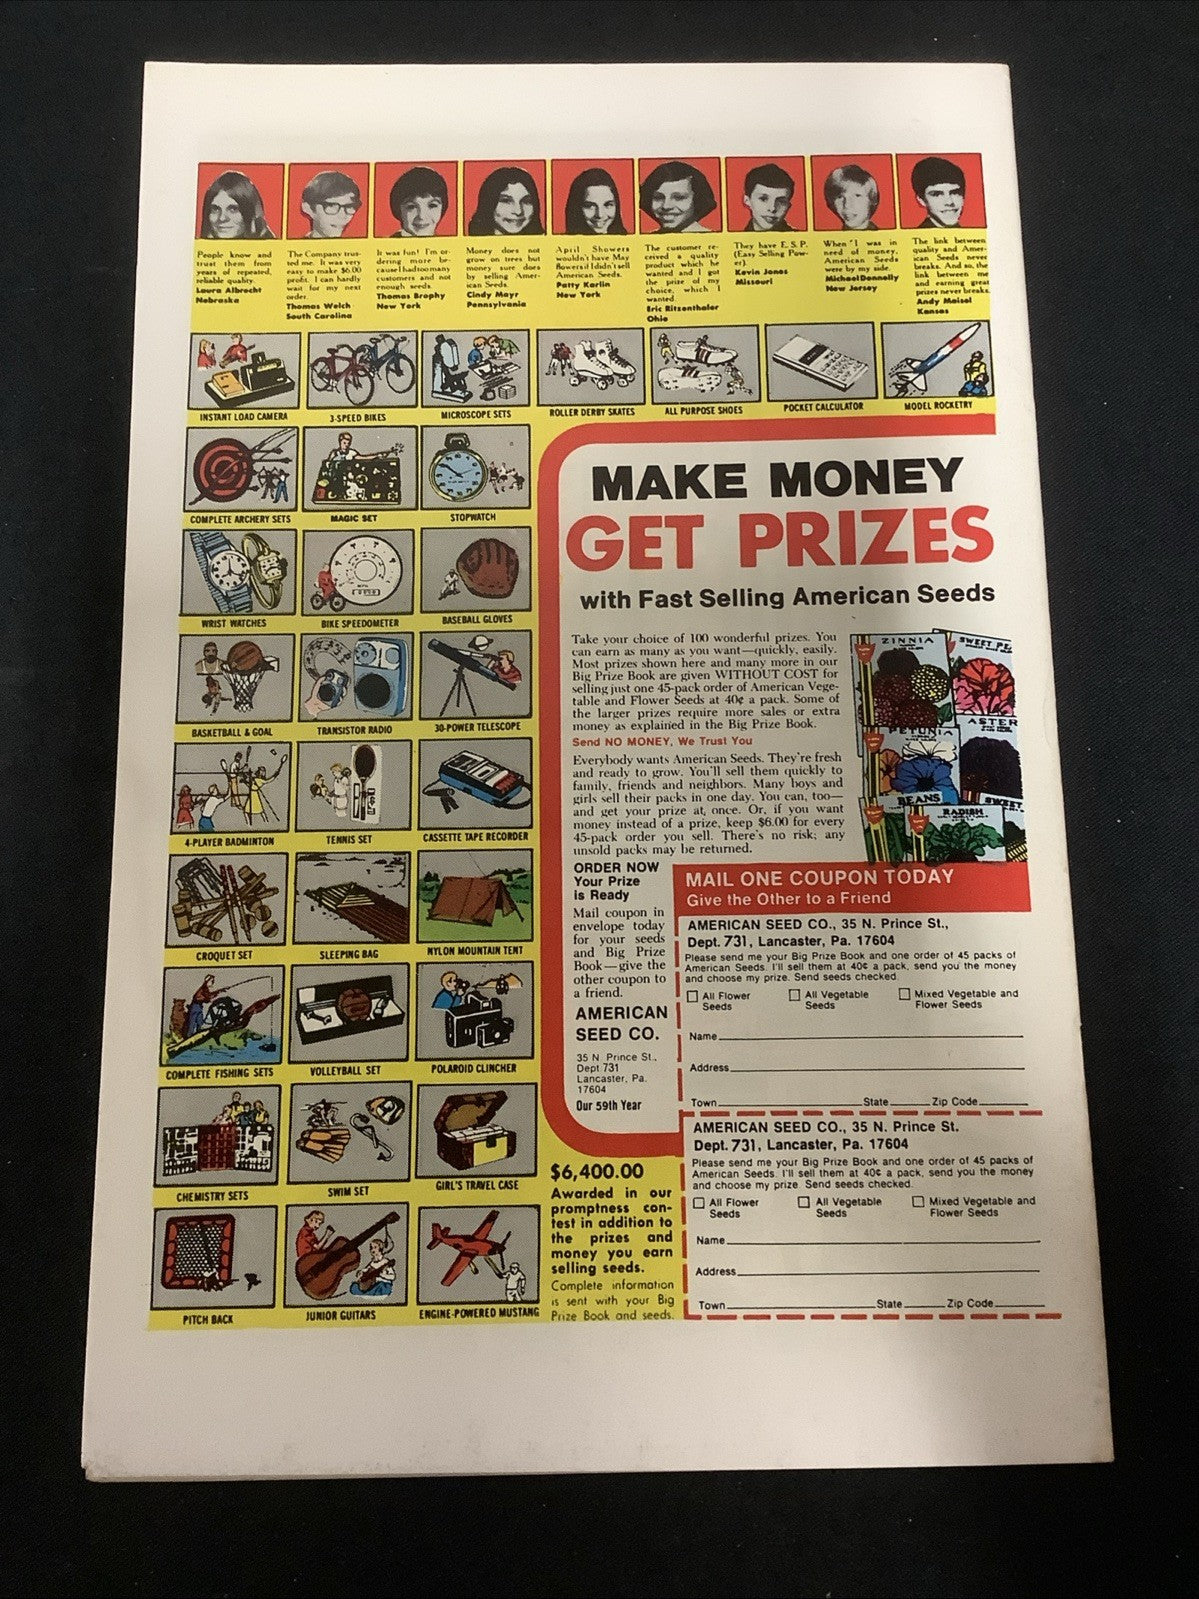 People know and
trust them from
years of repeated,
reliable quality.
Laura Albrecht
Nebraska
The Company trus-
ted me. It was very
easy to make $6.00
profit. I can hardly
wait for my next
order.
Thomas Welch
South Carolina
It was fun! I'm or-
dering more be-
cause I had too many
customers and not
enough seeds.
Thomas Brophy
New York
Money does not
grow on trees but
money sure does
by selling Amer-
ican Seeds.
Cindy Mayr
Pennsylvania
April Showers
wouldn't have May
flowers if I didn't sell
American Seeds.
Patty Karlin
New York
The customer re-
ceived a quality
product which he
wanted and I got
the prize of my
choice, which I
wanted.
Eric Ritzenthaler
Ohio
They have E.S.P.
(Easy Selling Pow-
er).
Kevin Jones
Missouri
When I was in
need of money,
American Seeds
were by my side.
Michael Donnelly
New Jersey
The link between
quality and Amer-
ican Seeds never
breaks. And so, the
link between me
and earning great
prizes never breaks.
Andy Maisel
Kansas
INSTANT LOAD CAMERA
3-SPEED BIKES
MICROSCOPE SETS
ROLLER DERBY SKATES
ALL PURPOSE SHOES
POCKET CALCULATOR
MODEL ROCKETRY
COMPLETE ARCHERY SETS
MAGIC SET
STOPWATCH
WRIST WATCHES
BIKE SPEEDOMETER
BASEBALL GLOVES
BASKETBALL & GOAL
TRANSISTOR RADIO
30-POWER TELESCOPE
4-PLAYER BADMINTON
TENNIS SET
CASSETTE TAPE RECORDER
CROQUET SET
SLEEPING BAG
NYLON MOUNTAIN TENT
COMPLETE FISHING SETS
VOLLEYBALL SET
POLAROID CLINCHER
CHEMISTRY SETS
SWIM SET
GIRL'S TRAVEL CASE
PITCH BACK
JUNIOR GUITARS
ENGINE-POWERED MUSTANG
MAKE MONEY
GET PRIZES
with Fast Selling American Seeds
Take your choice of 100 wonderful prizes. You
can earn as many as you want—quickly, easily.
Most prizes shown here and many more in our
Big Prize Book are given WITHOUT COST for
selling just one 45-pack order of American Vege-
table and Flower Seeds at 40¢ a pack. Some of
the larger prizes require more sales or extra
money as explained in the Big Prize Book.
Send NO MONEY, We Trust You
Everybody wants American Seeds. They're fresh
and ready to grow. You'll sell them quickly to
family, friends and neighbors. Many boys and
girls sell their packs in one day. You can, too—
and get your prize at once. Or, if you want
money instead of a prize, keep $6.00 for every
45-pack order you sell. There's no risk; any
unsold packs may be returned.
ZINNIA
SWEET PE
ASTER
PETUNIA
BEANS
SWEET
RADISH
ORDER NOW
Your Prize
is Ready
Mail coupon in
envelope today
for your seeds
and Big Prize
Book—give the
other coupon to
a friend.
AMERICAN
SEED CO.
35 N Prince St.,
Dept 731
Lancaster, Pa.
17604
Our 59th Year
MAIL ONE COUPON TODAY
Give the Other to a Friend
AMERICAN SEED CO., 35 N. Prince St.,
Dept. 731, Lancaster, Pa. 17604
Please send me your Big Prize Book and one order of 45 packs of
American Seeds. I'll sell them at 40¢ a pack, send you the money
and choose my prize. Send seeds checked.
All Flower
Seeds
All Vegetable
Seeds
Mixed Vegetable and
Flower Seeds
Name
Address
Town State Zip Code
AMERICAN SEED CO., 35 N. Prince St.
Dept. 731, Lancaster, Pa. 17604
Please send me your Big Prize Book and one order of 45 packs of
American Seeds. I'll sell them at 40¢ a pack, send you the money
and choose my prize Send seeds checked.
All Flower
Seeds
All Vegetable
Seeds
Mixed Vegetable and
Flower Seeds
Name
Address
Town State Zip Code
$6,400.00
Awarded in our
promptness con-
test in addition to
the prizes and
money you earn
selling seeds.
Complete information
is sent with your Big
Prize Book and seeds.